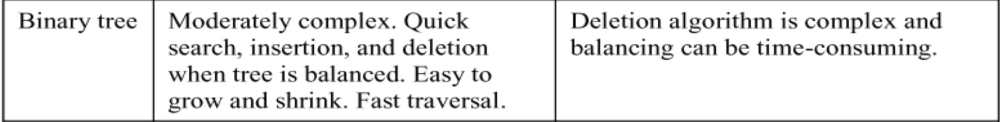 Binary tree
Moderately complex. Quick
search, insertion, and deletion
when tree is balanced. Easy to
grow and shrink. Fast traversal.
Deletion algorithm is complex and
balancing can be time-consuming.